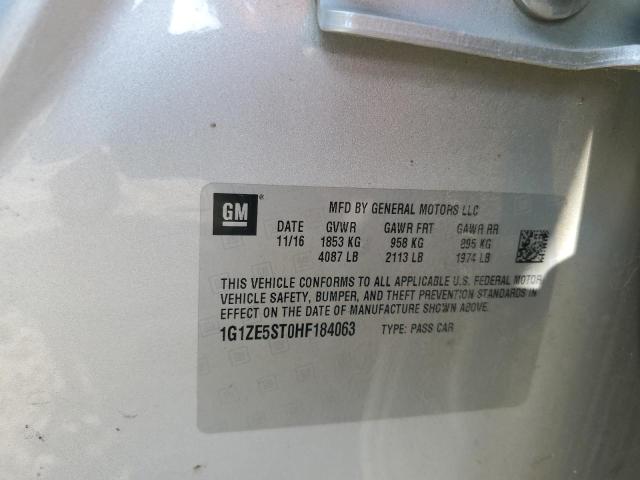 GM
MFD BY GENERAL MOTORS LLC
DATE GVWR GAWR FRT GAWR RR
11/16 1853 KG 958 KG 895 KG
4087 LB 2113 LB 1974 LB
THIS VEHICLE CONFORMS TO ALL APPLICABLE U.S. FEDERAL MOTOR
VEHICLE SAFETY, BUMPER, AND THEFT PREVENTION STANDARDS IN
EFFECT ON THE DATE OF MANUFACTURE SHOWN ABOVE.
1G1ZE5ST0HF184063 TYPE: PASS CAR